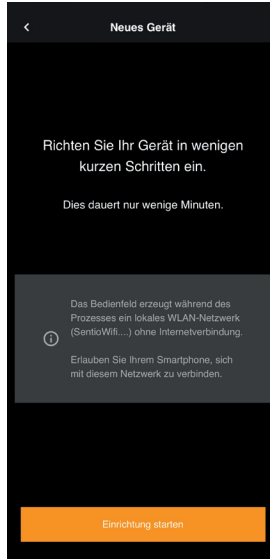 Neues Gerät
Richten Sie Ihr Gerät in wenigen
kurzen Schritten ein.
Dies dauert nur wenige Minuten.
Das Bedienfeld erzeugt während des
Prozesses ein lokales WLAN-Netzwerk
(SentioWifi....) ohne Internetverbindung.
Erlauben Sie Ihrem Smartphone, sich
mit diesem Netzwerk zu verbinden.
Einrichtung starten